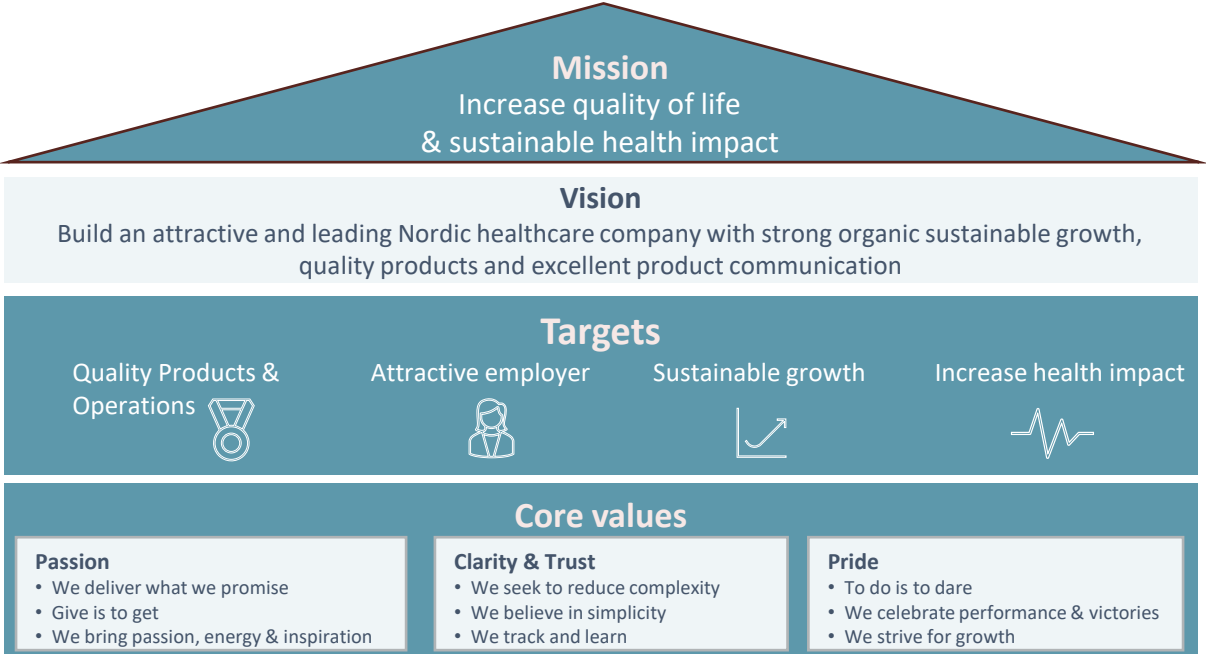 Mission
Increase quality of life
& sustainable health impact
Vision
Build an attractive and leading Nordic healthcare company with strong organic sustainable growth,
quality products and excellent product communication
Targets
Quality Products &
Operations
Attractive employer
Sustainable growth
Increase health impact
Core values
Passion
• We deliver what we promise
• Give is to get
• We bring passion, energy & inspiration
Clarity & Trust
• We seek to reduce complexity
• We believe in simplicity
• We track and learn
Pride
• To do is to dare
• We celebrate performance & victories
• We strive for growth